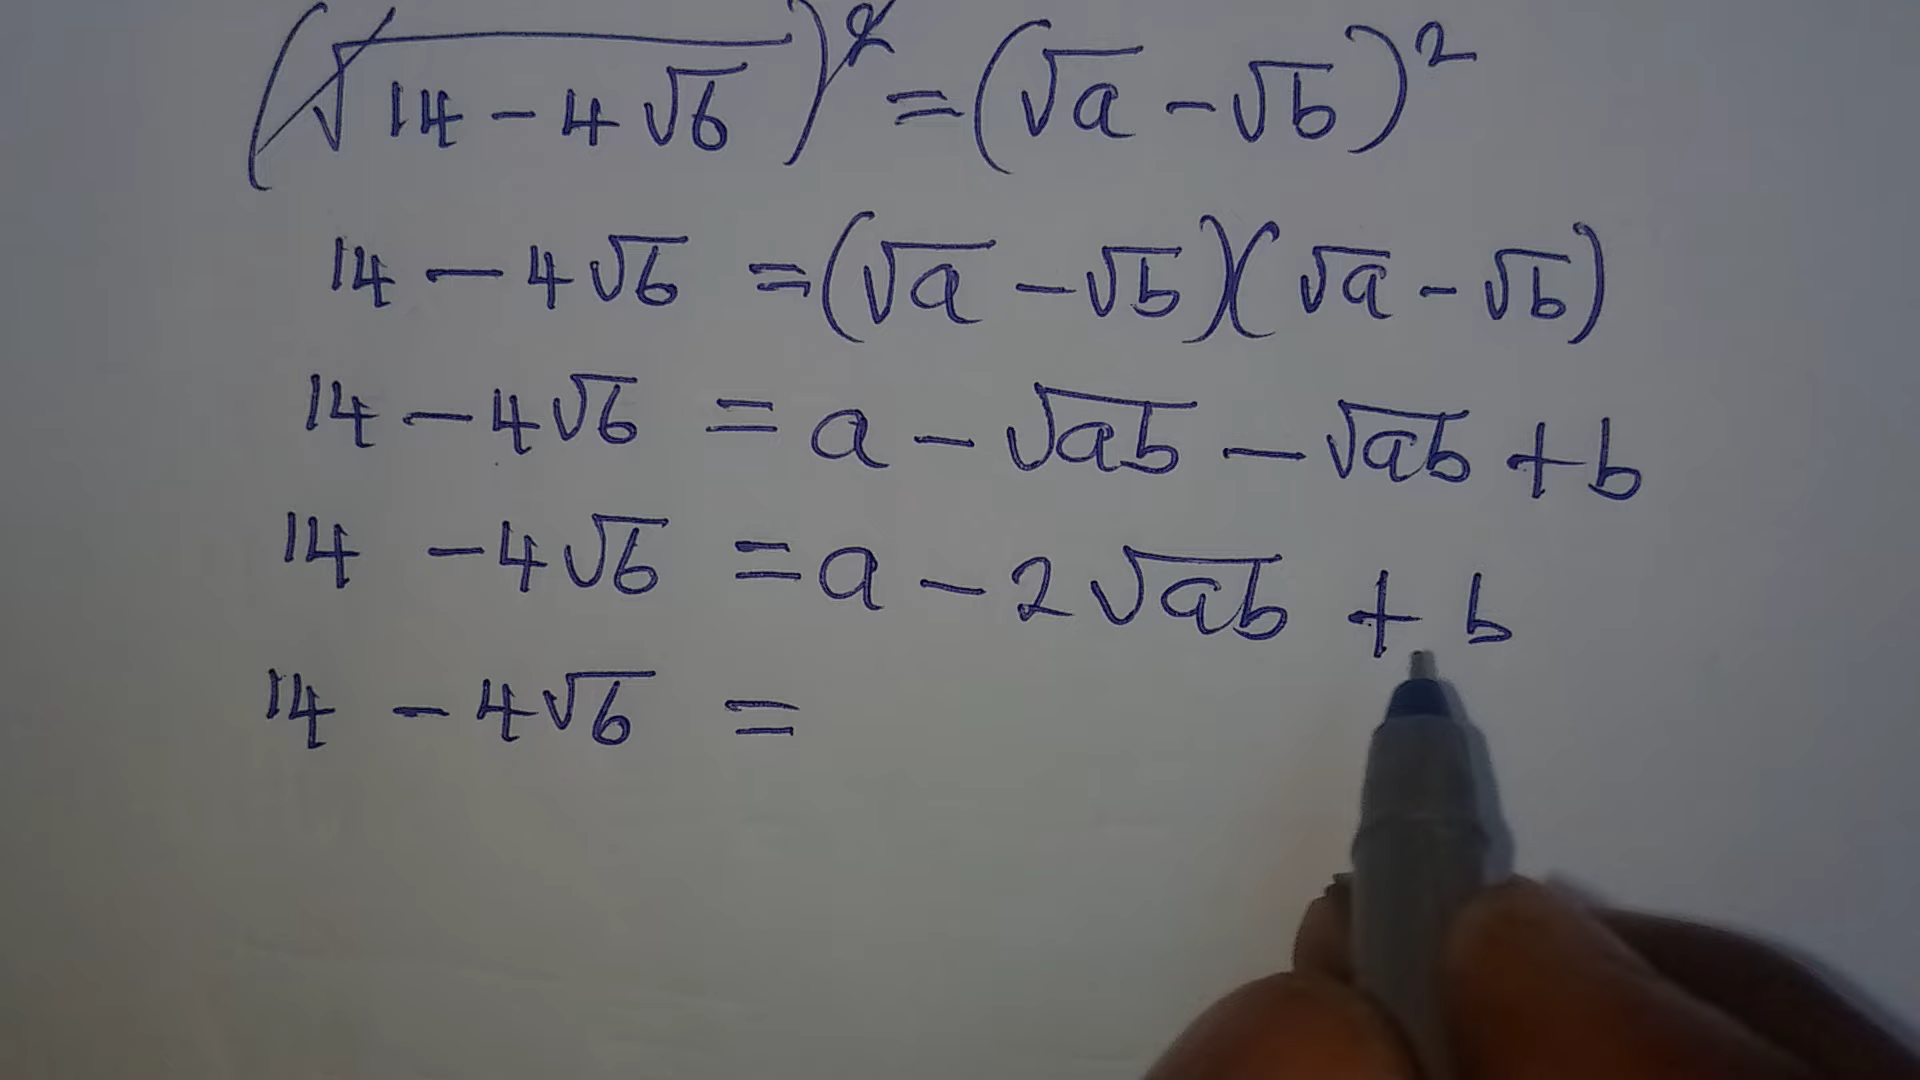 (√(14 - 4√6))² = (√a - √b)²
14 - 4√6 = (√a - √b)(√a - √b)
14 - 4√6 = a - √ab - √ab + b
14 - 4√6 = a - 2√ab + b
14 - 4√6 =